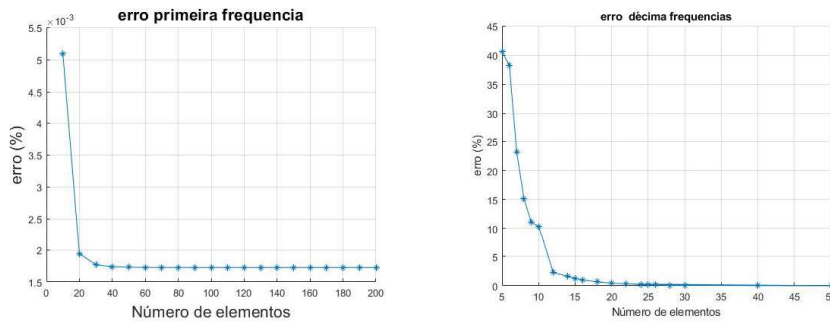 erro primeira frequencia
× 10⁻³
5.5
5
4.5
4
3.5
3
2.5
2
1.5
erro (%)
0 20 40 60 80 100 120 140 160 180 200
Número de elementos
erro dècima frequencias
45
40
35
30
25
20
15
10
5
0
erro (%)
5 10 15 20 25 30 35 40 45 50
Número de elementos